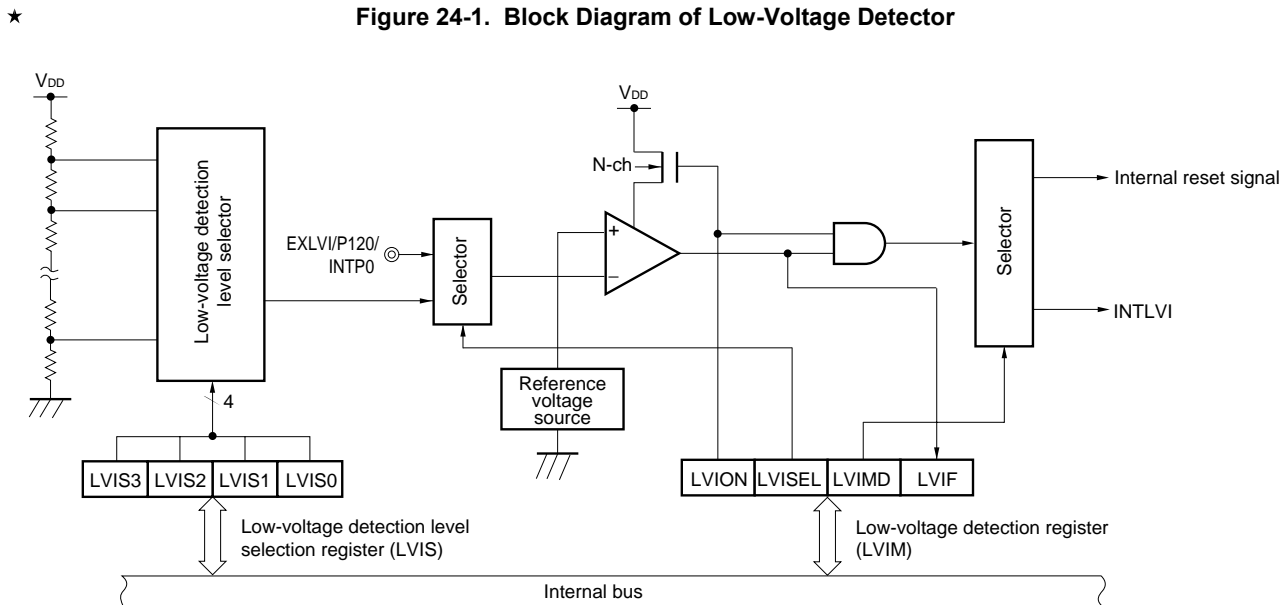 ★
Figure 24-1. Block Diagram of Low-Voltage Detector
VDD
Low-voltage detection
level selector
4
LVIS3 LVIS2 LVIS1 LVIS0
Low-voltage detection level
selection register (LVIS)
EXLVI/P120/
INTP0
Selector
VDD
N-ch
+
−
Reference
voltage
source
Selector
Internal reset signal
INTLVI
LVION LVISEL LVIMD LVIF
Low-voltage detection register
(LVIM)
Internal bus